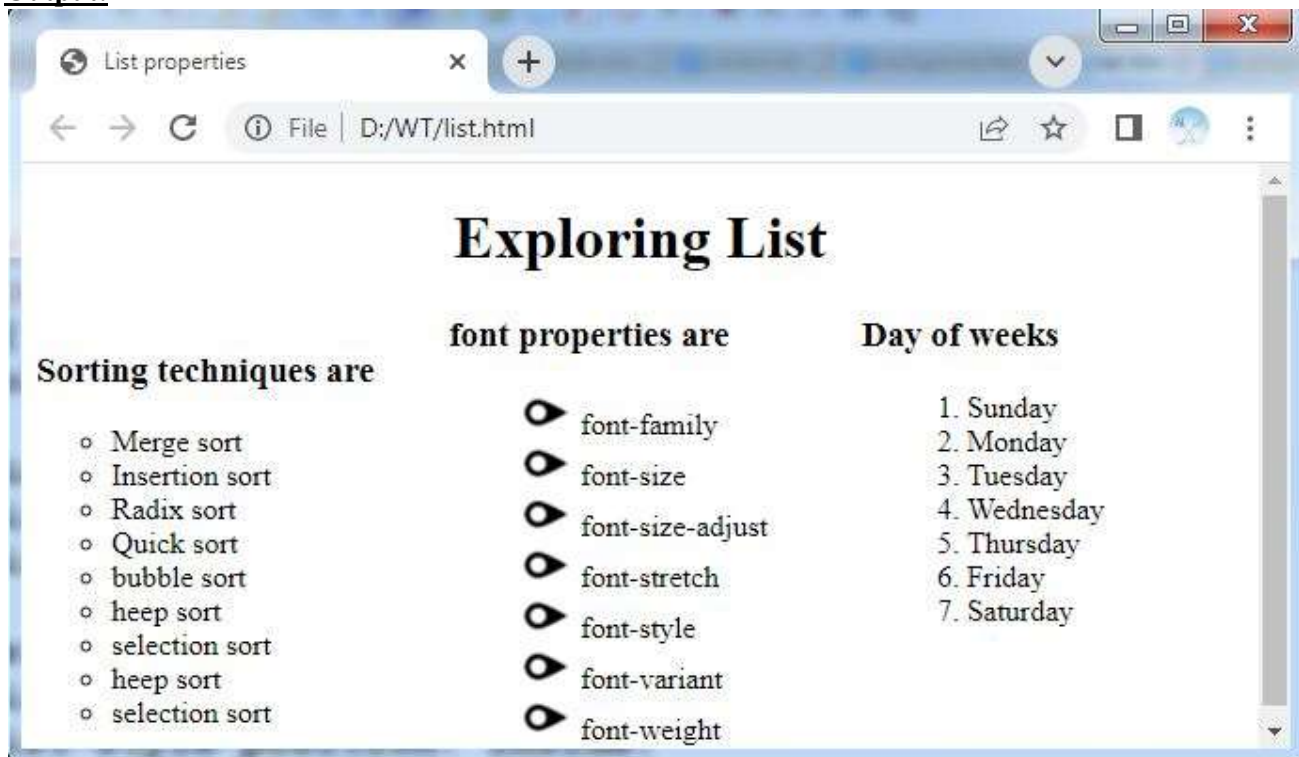 List properties
File D:/WT/list.html
Exploring List
Sorting techniques are
Merge sort
Insertion sort
Radix sort
Quick sort
bubble sort
heep sort
selection sort
heep sort
selection sort
font properties are
font-family
font-size
font-size-adjust
font-stretch
font-style
font-variant
font-weight
Day of weeks
1. Sunday
2. Monday
3. Tuesday
4. Wednesday
5. Thursday
6. Friday
7. Saturday